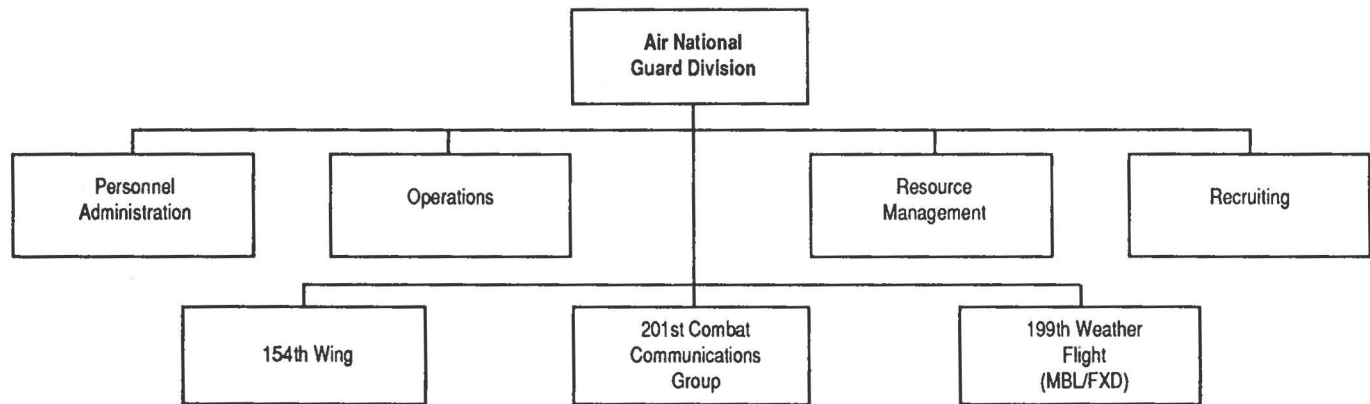 Air National
Guard Division
Personnel
Administration
Operations
Resource
Management
Recruiting
154th Wing
201st Combat
Communications
Group
199th Weather
Flight
(MBL/FXD)